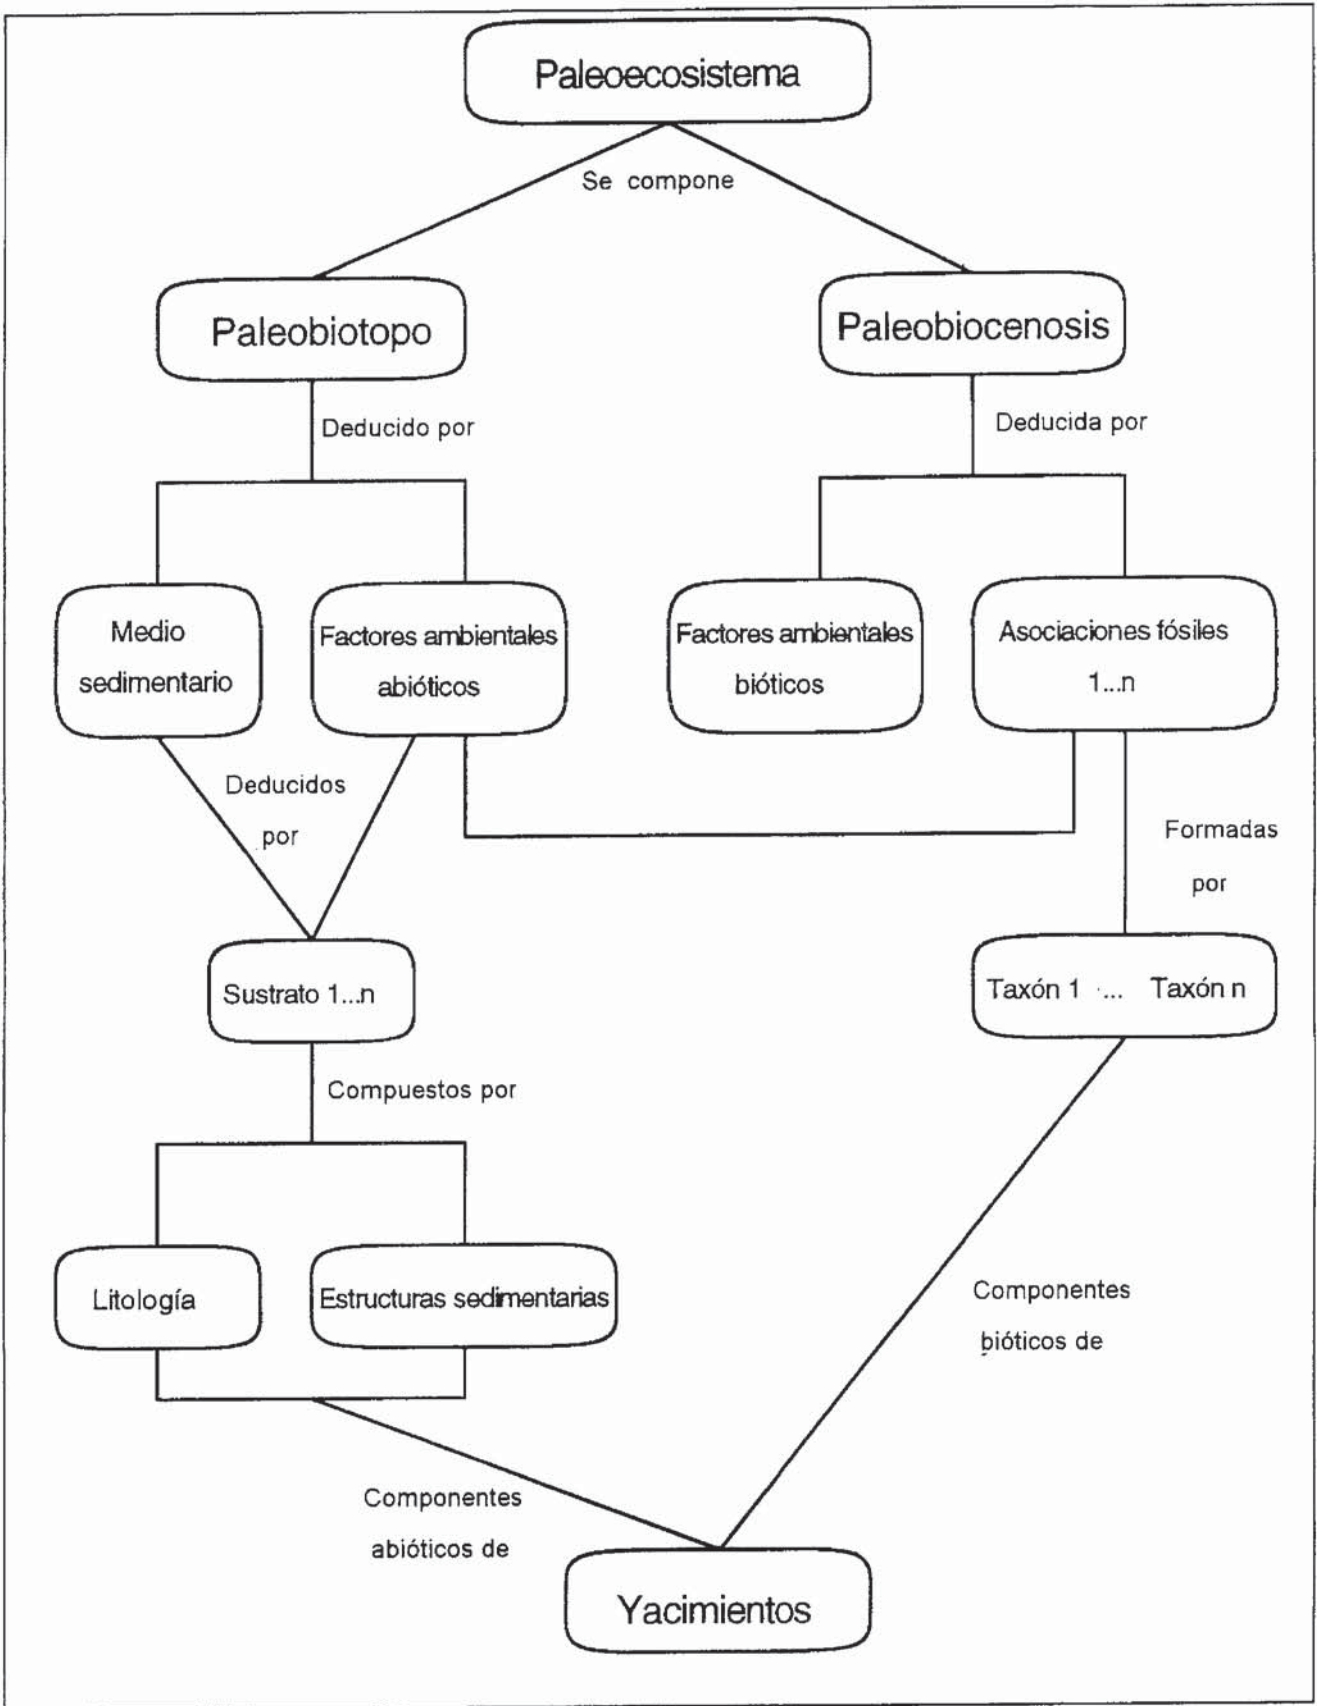 Paleoecosistema
Se compone
Paleobiotopo
Paleobiocenosis
Deducido por
Deducida por
Medio
sedimentario
Factores ambientales
abióticos
Factores ambientales
bióticos
Asociaciones fósiles
1...n
Deducidos
por
Formadas
por
Sustrato 1...n
Taxón 1 ... Taxón n
Compuestos por
Litología
Estructuras sedimentarias
Componentes
bióticos de
Componentes
abióticos de
Yacimientos